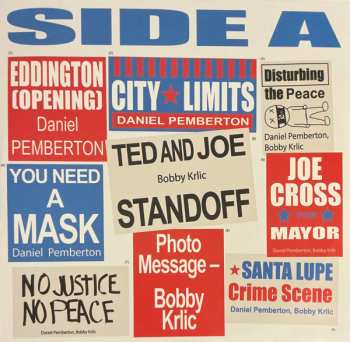 SIDE A
EDDINGTON
(OPENING)
Daniel
PEMBERTON
CITY★LIMITS
DANIEL PEMBERTON
Disturbing
the Peace
Daniel Pemberton,
Bobby Krlic
YOU NEED
A
MASK
Daniel Pemberton
TED AND JOE
Bobby Krlic
STANDOFF
JOE
CROSS
FOR
MAYOR
Daniel Pemberton, Bobby Krlic
NO JUSTICE
NO PEACE
Daniel Pemberton, Bobby Krlic
Photo
Message –
Bobby
Krlic
★SANTA LUPE
Crime Scene
Daniel Pemberton, Bobby Krlic